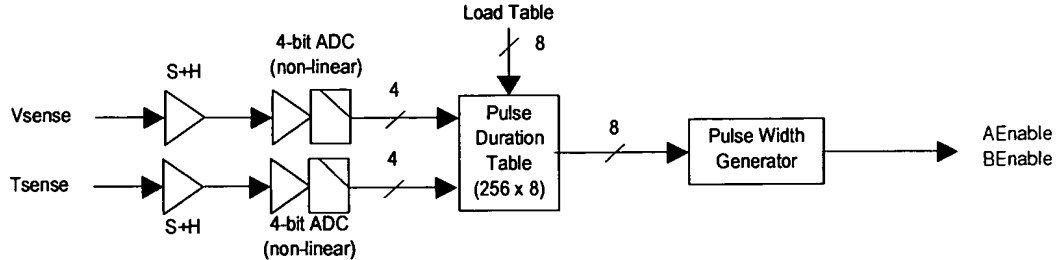 Load Table
8
4-bit ADC
(non-linear)
S+H
4
Vsense
Pulse
Duration
Table
(256 x 8)
8
Pulse Width
Generator
AEnable
BEnable
4
Tsense
S+H
4-bit ADC
(non-linear)